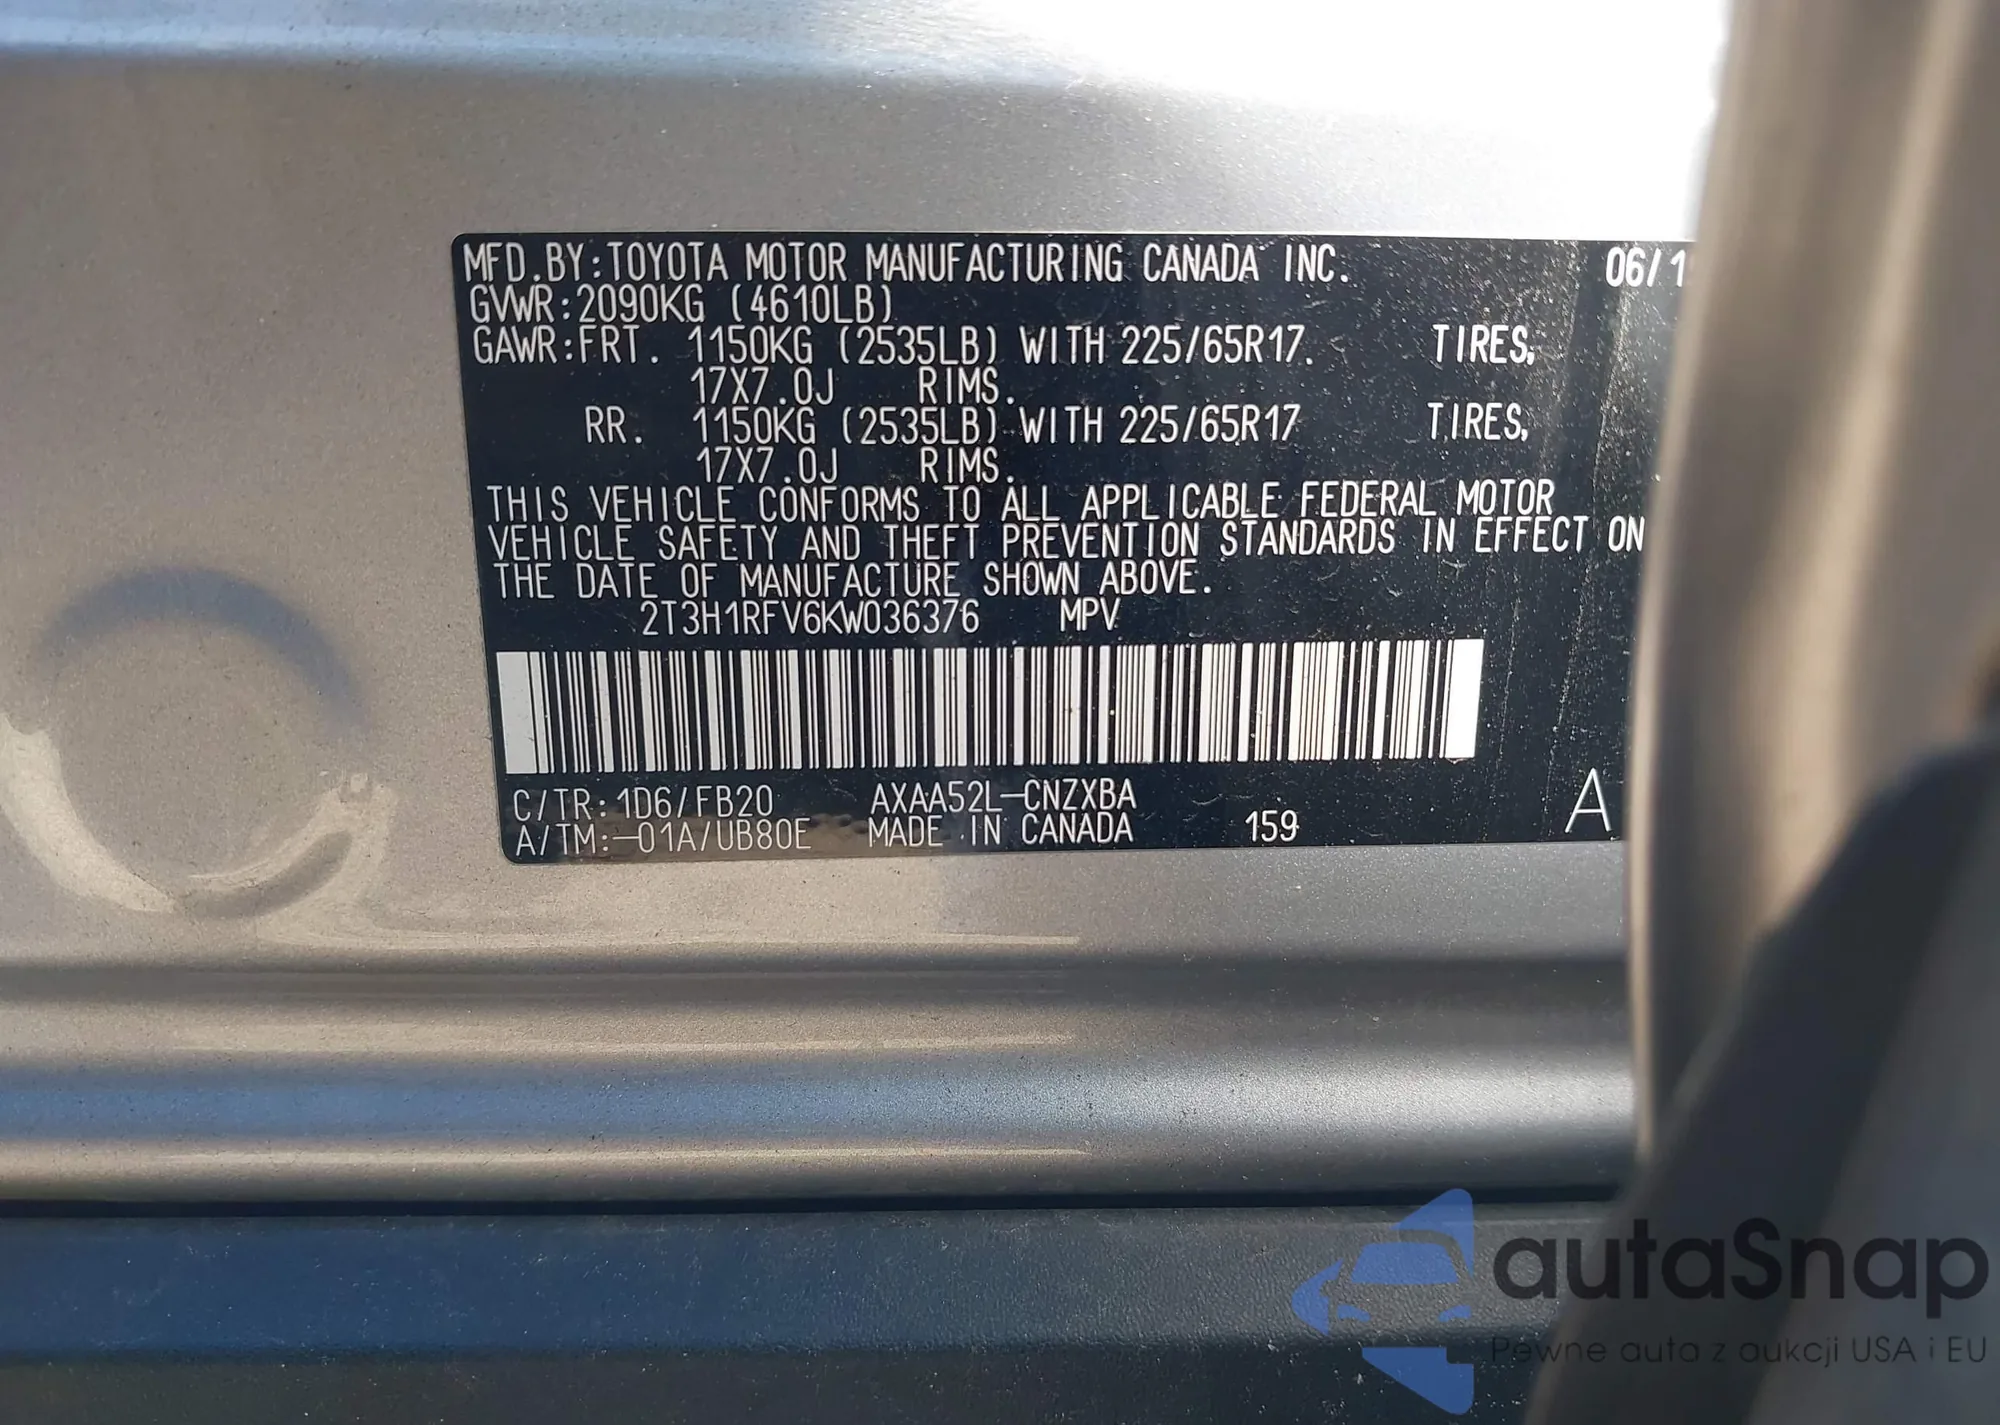 MFD.BY:TOYOTA MOTOR MANUFACTURING CANADA INC. 06/1
GVWR:2090KG (4610LB)
GAWR:FRT. 1150KG (2535LB) WITH 225/65R17. TIRES,
17X7.0J RIMS.
RR. 1150KG (2535LB) WITH 225/65R17 TIRES,
17X7.0J RIMS.
THIS VEHICLE CONFORMS TO ALL APPLICABLE FEDERAL MOTOR
VEHICLE SAFETY AND THEFT PREVENTION STANDARDS IN EFFECT ON
THE DATE OF MANUFACTURE SHOWN ABOVE.
2T3H1RFV6KW036376 MPV
C/TR:1D6/FB20 AXAA52L-CNZXBA A
A/TM:-01A/UB80E MADE IN CANADA 159
autaSnap
Pewne auta z aukcji USA i EU